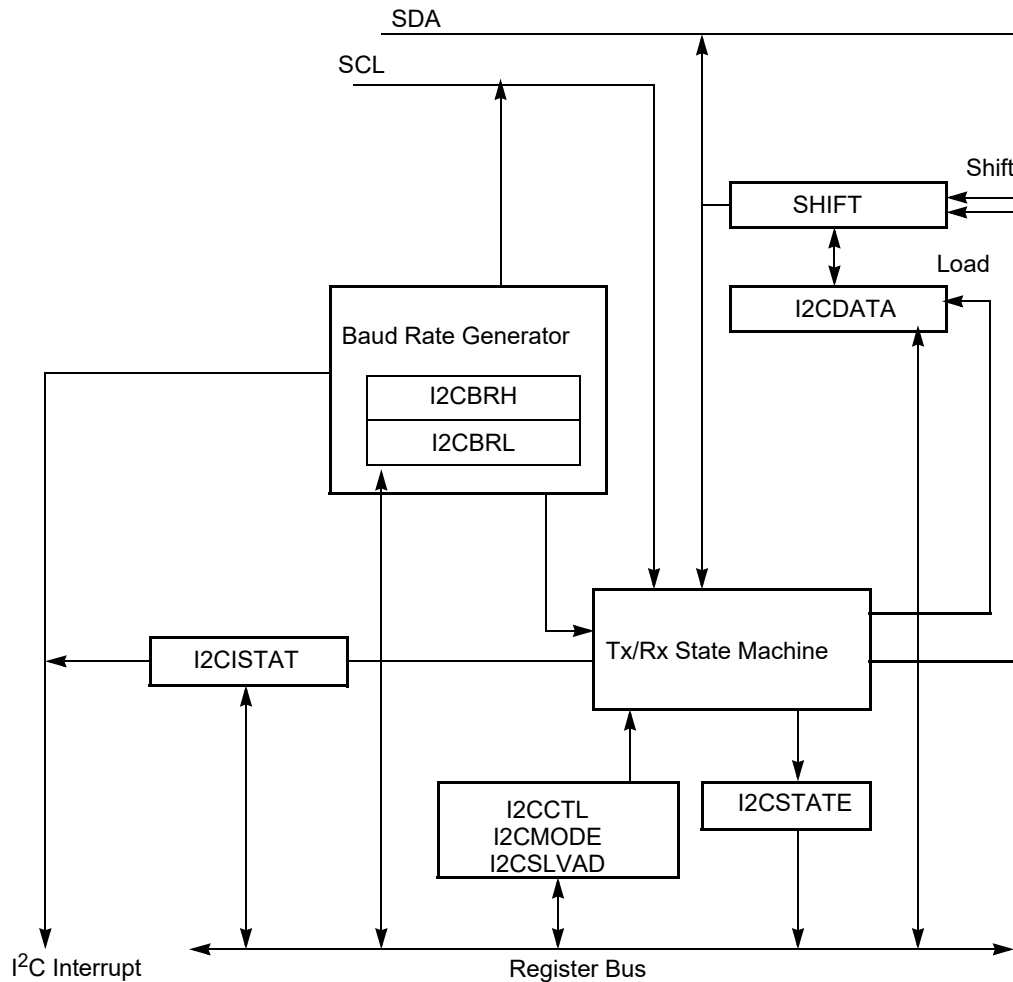 SDA
SCL
Shift
SHIFT
Load
I2CDATA
Baud Rate Generator
I2CBRH
I2CBRL
Tx/Rx State Machine
I2CISTAT
I2CCTL
I2CMODE
I2CSLVAD
I2CSTATE
I²C Interrupt
Register Bus